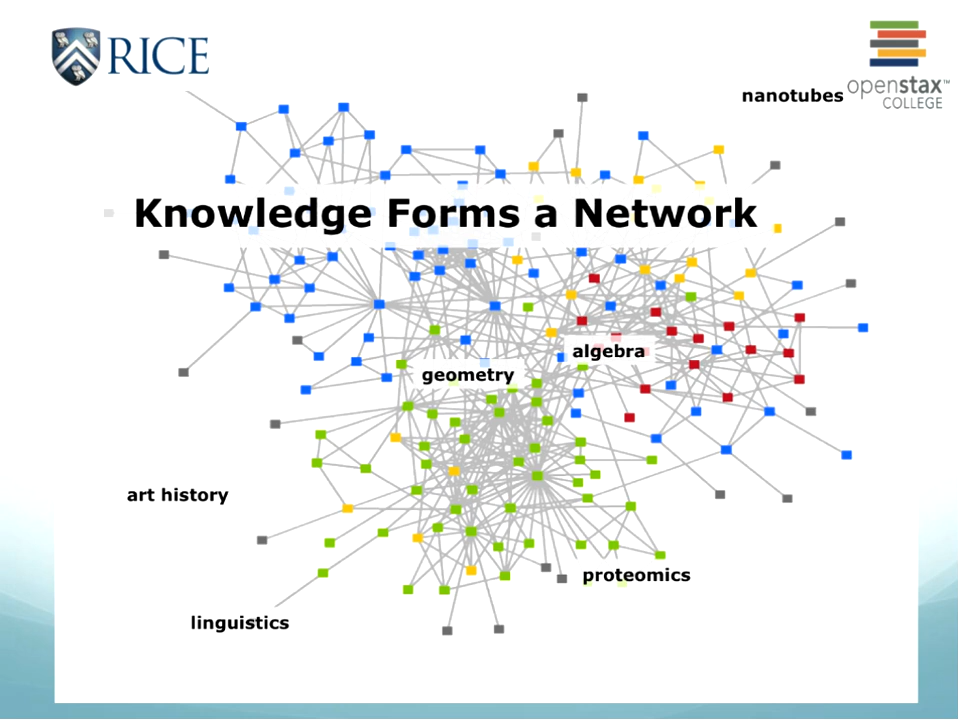 RICE
openstax™
COLLEGE
nanotubes
Knowledge Forms a Network
algebra
geometry
art history
proteomics
linguistics